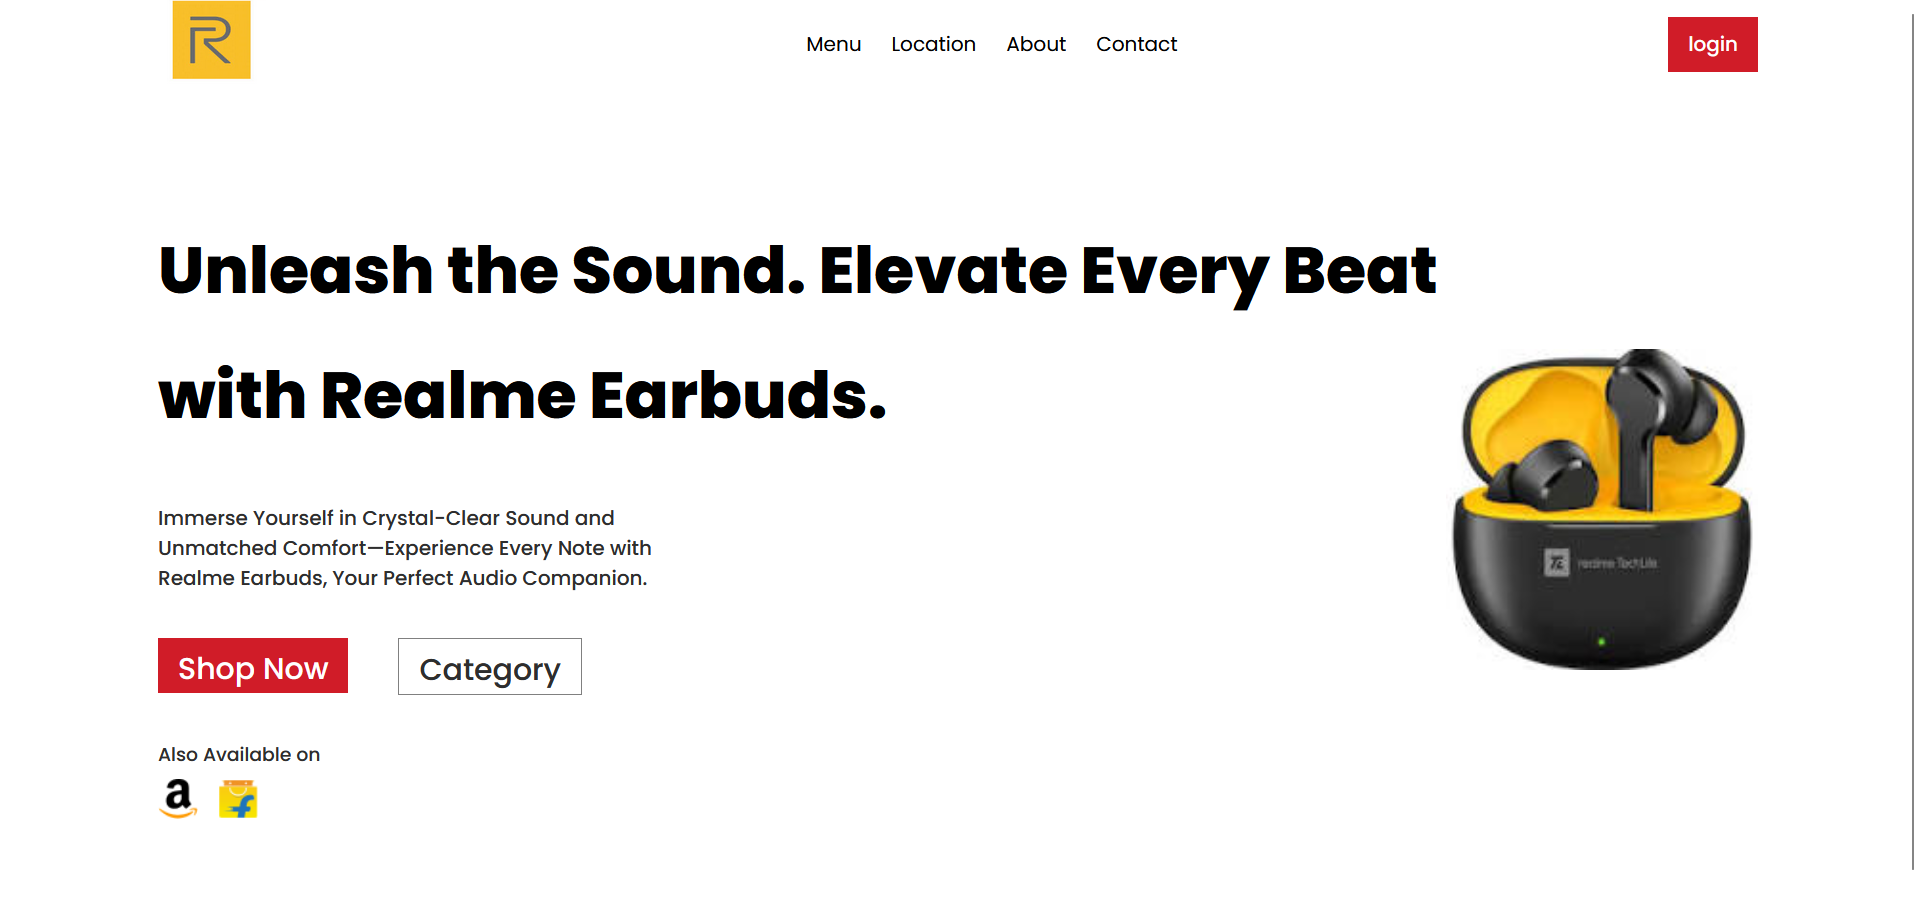 Menu Location About Contact
login
Unleash the Sound. Elevate Every Beat
with Realme Earbuds.
Immerse Yourself in Crystal-Clear Sound and
Unmatched Comfort—Experience Every Note with
Realme Earbuds, Your Perfect Audio Companion.
realme TechLife
Shop Now Category
Also Available on